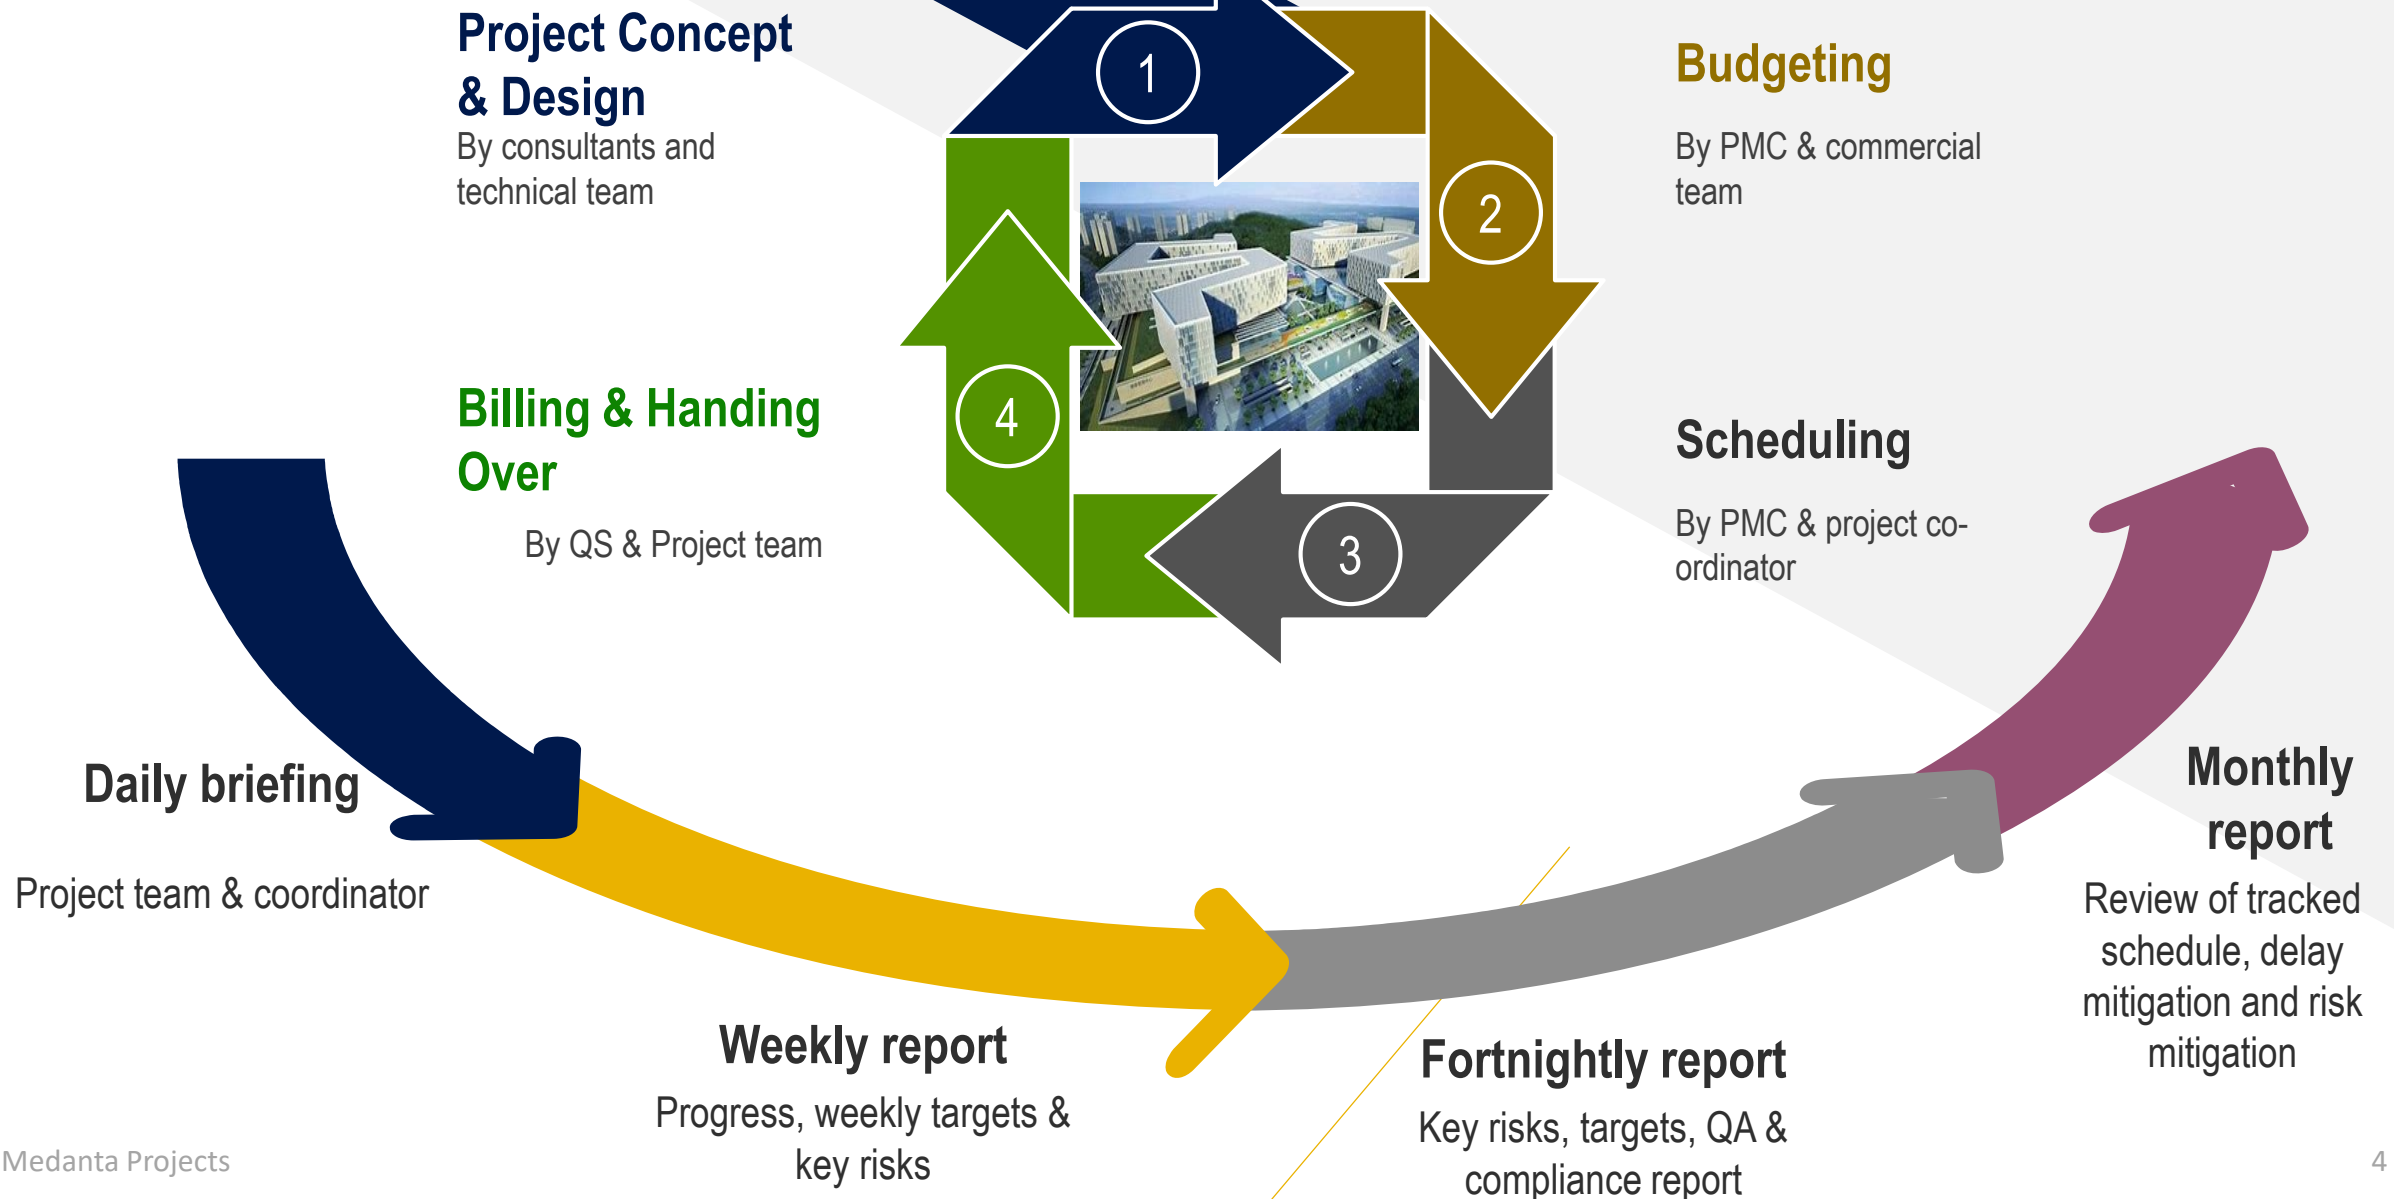 Project Concept
& Design
By consultants and
technical team
1
Budgeting
By PMC & commercial
team
2
Billing & Handing
Over
By QS & Project team
4
Scheduling
By PMC & project co-
ordinator
3
Daily briefing
Project team & coordinator
Weekly report
Progress, weekly targets &
key risks
Fortnightly report
Key risks, targets, QA &
compliance report
Monthly
report
Review of tracked
schedule, delay
mitigation and risk
mitigation
Medanta Projects
4